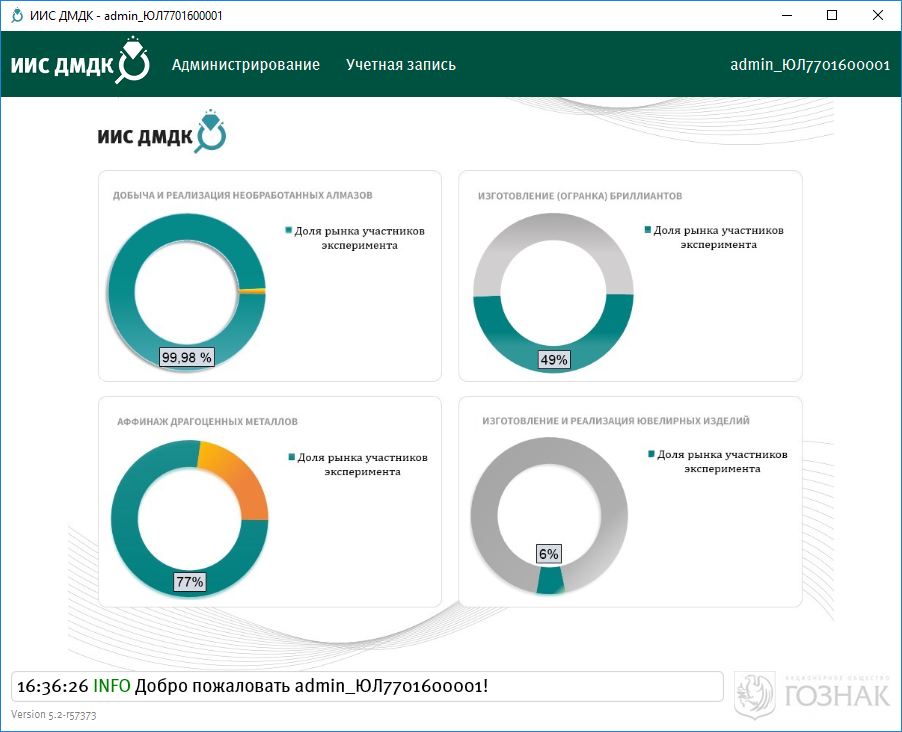 ИИС ДМДК - admin_ЮЛ7701600001
ИИС ДМДК
Администрирование
Учетная запись
admin_ЮЛ7701600001
ИИС ДМДК
ДОБЫЧА И РЕАЛИЗАЦИЯ НЕОБРАБОТАННЫХ АЛМАЗОВ
Доля рынка участников
эксперимента
99,98 %
ИЗГОТОВЛЕНИЕ (ОГРАНКА) БРИЛЛИАНТОВ
Доля рынка участников
эксперимента
49%
АФФИНАЖ ДРАГОЦЕННЫХ МЕТАЛЛОВ
Доля рынка участников
эксперимента
77%
ИЗГОТОВЛЕНИЕ И РЕАЛИЗАЦИЯ ЮВЕЛИРНЫХ ИЗДЕЛИЙ
Доля рынка участников
эксперимента
6%
16:36:26 INFO Добро пожаловать admin_ЮЛ7701600001!
АКЦИОНЕРНОЕ ОБЩЕСТВО
ГОЗНАК
Version 5.2-r57373